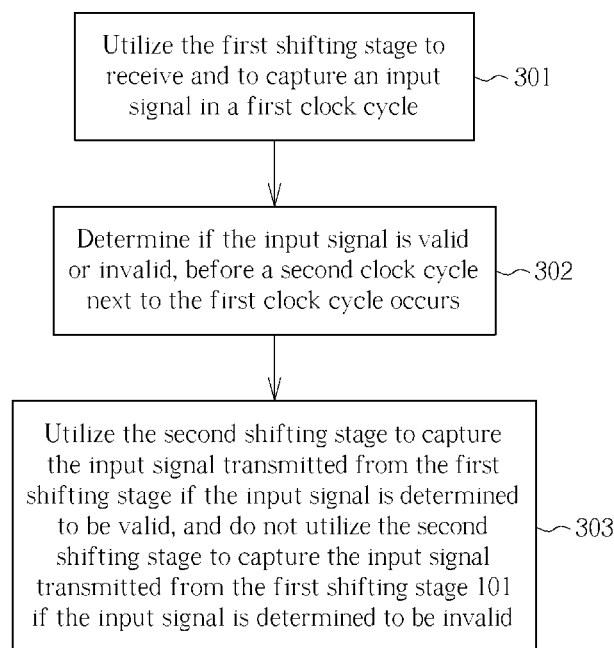 Utilize the first shifting stage to
receive and to capture an input
signal in a first clock cycle
301
Determine if the input signal is valid
or invalid, before a second clock cycle
next to the first clock cycle occurs
302
Utilize the second shifting stage to capture
the input signal transmitted from the first
shifting stage if the input signal is determined
to be valid, and do not utilize the second
shifting stage to capture the input signal
transmitted from the first shifting stage 101
if the input signal is determined to be invalid
303